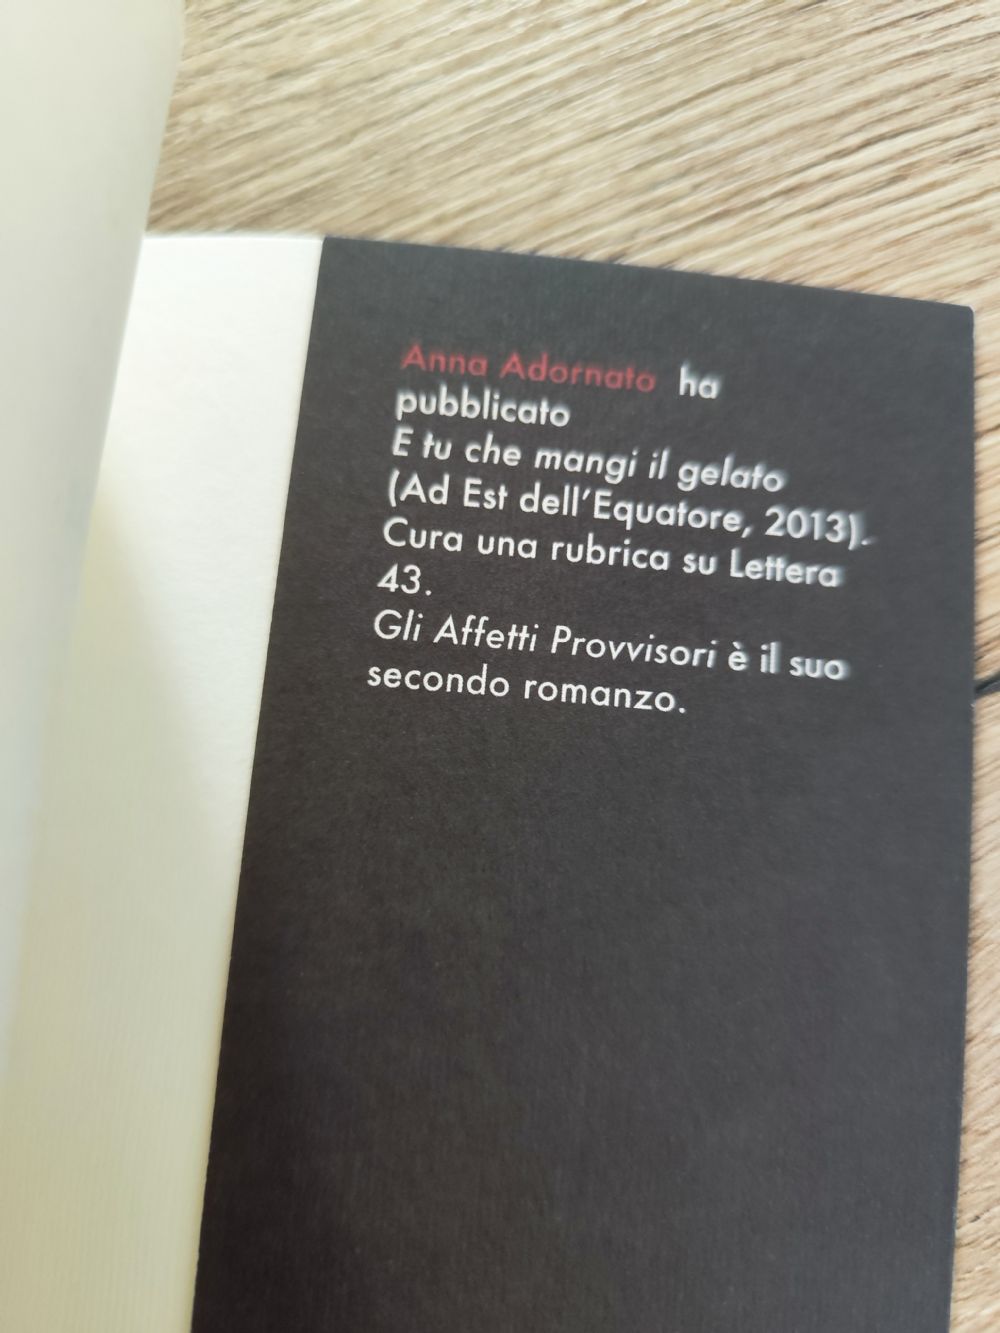 Anna Adornato ha
pubblicato
E tu che mangi il gelato
(Ad Est dell'Equatore, 2013).
Cura una rubrica su Lettera
43.
Gli Affetti Provvisori è il suo
secondo romanzo.